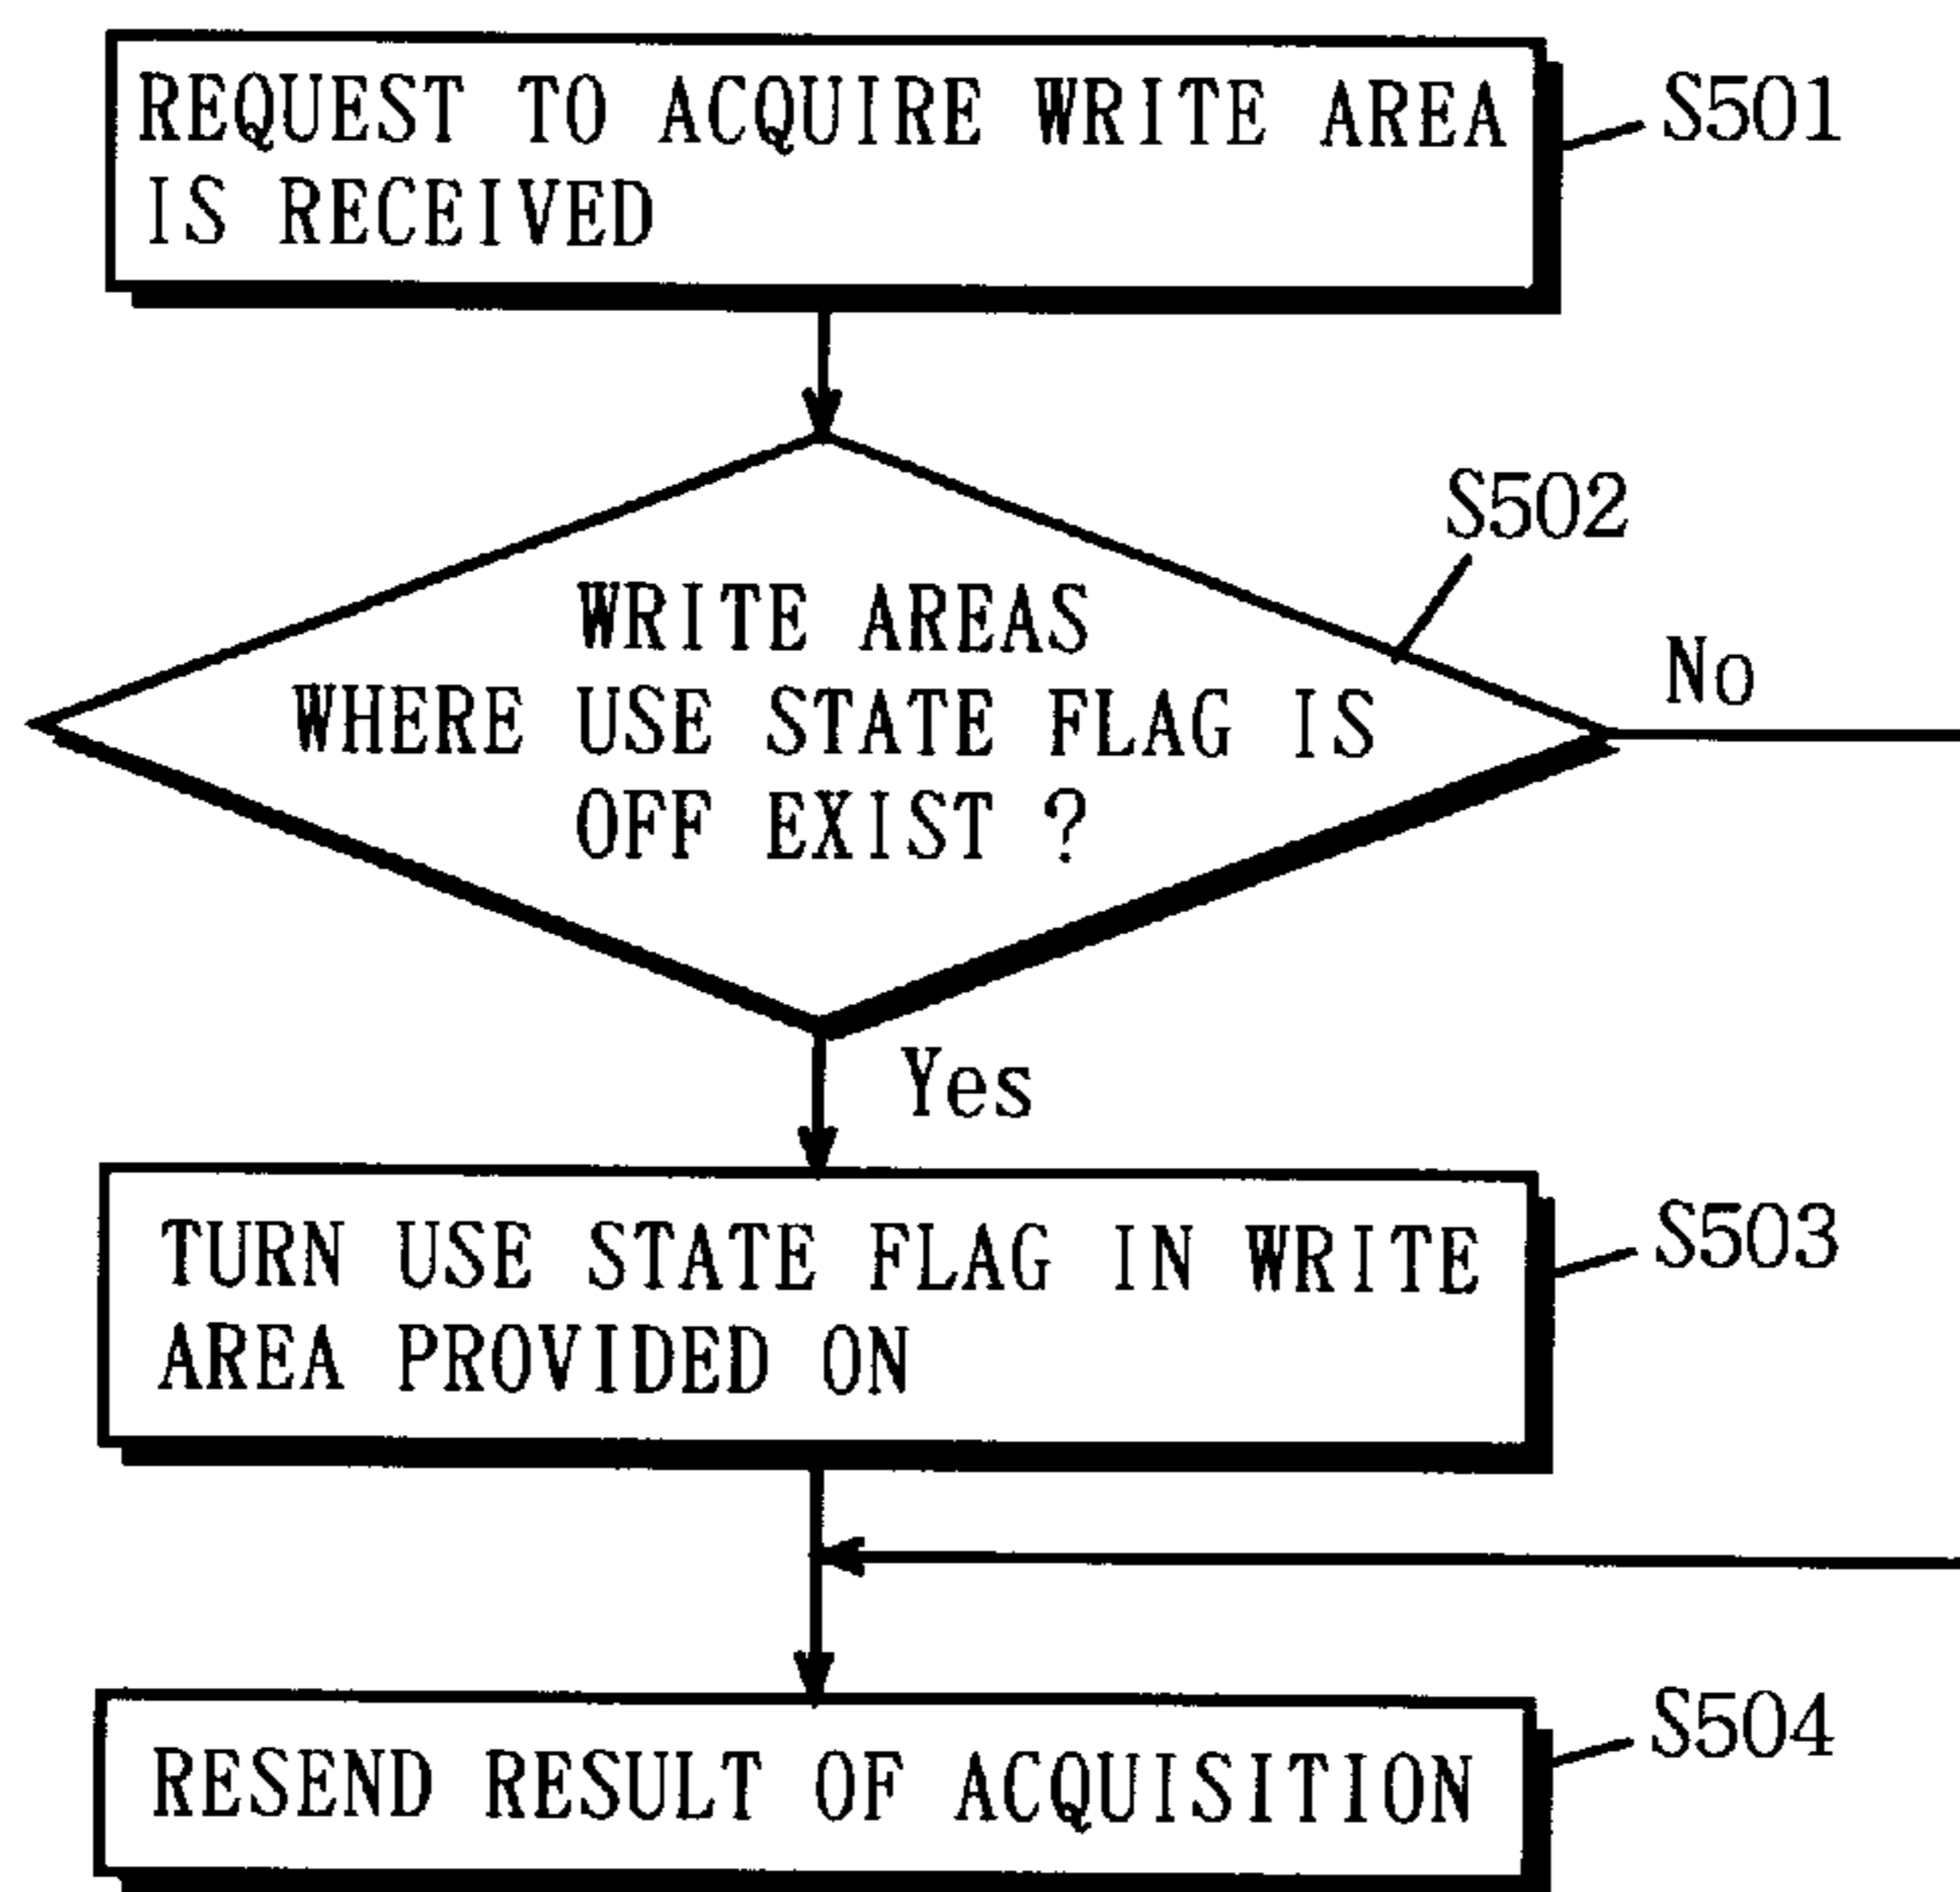 REQUEST TO ACQUIRE WRITE AREA
IS RECEIVED
S501
S502
WRITE AREAS
WHERE USE STATE FLAG IS
OFF EXIST ?
No
Yes
TURN USE STATE FLAG IN WRITE
AREA PROVIDED ON
S503
RESEND RESULT OF ACQUISITION
S504